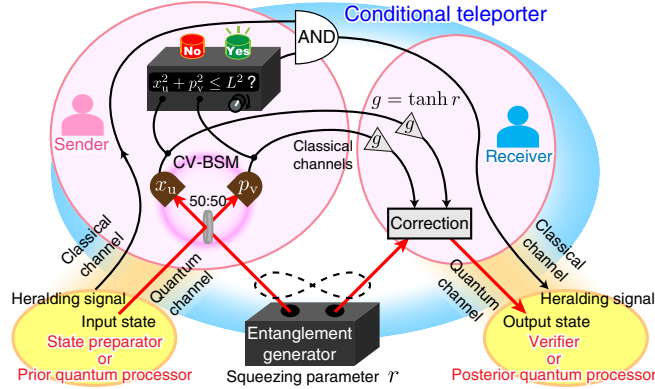 Conditional teleporter
AND
No
Yes
x_u^2 + p_v^2 ≤ L^2 ?
g = tanh r
Sender
CV-BSM
Classical
channels
g
g
Receiver
x_u
p_v
50:50
Correction
Classical
channel
Quantum
channel
Quantum
channel
Classical
channel
Heralding signal
Input state
State preparator
or
Prior quantum processor
Entanglement
generator
Squeezing parameter r
Heralding signal
Output state
Verifier
or
Posterior quantum processor